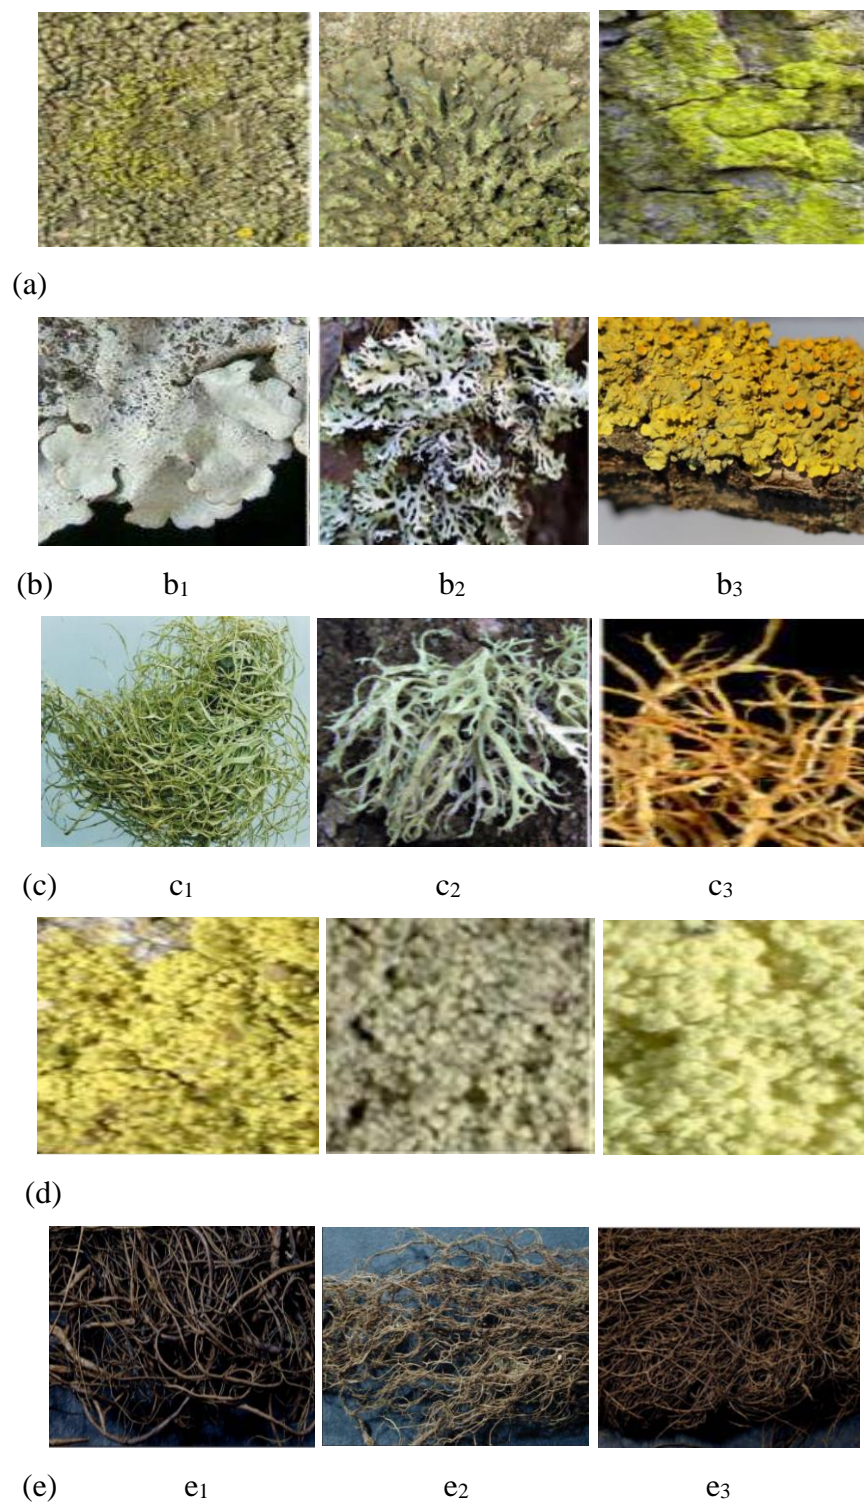 (a)
(b) b₁ b₂ b₃
(c) c₁ c₂ c₃
(d)
(e) e₁ e₂ e₃